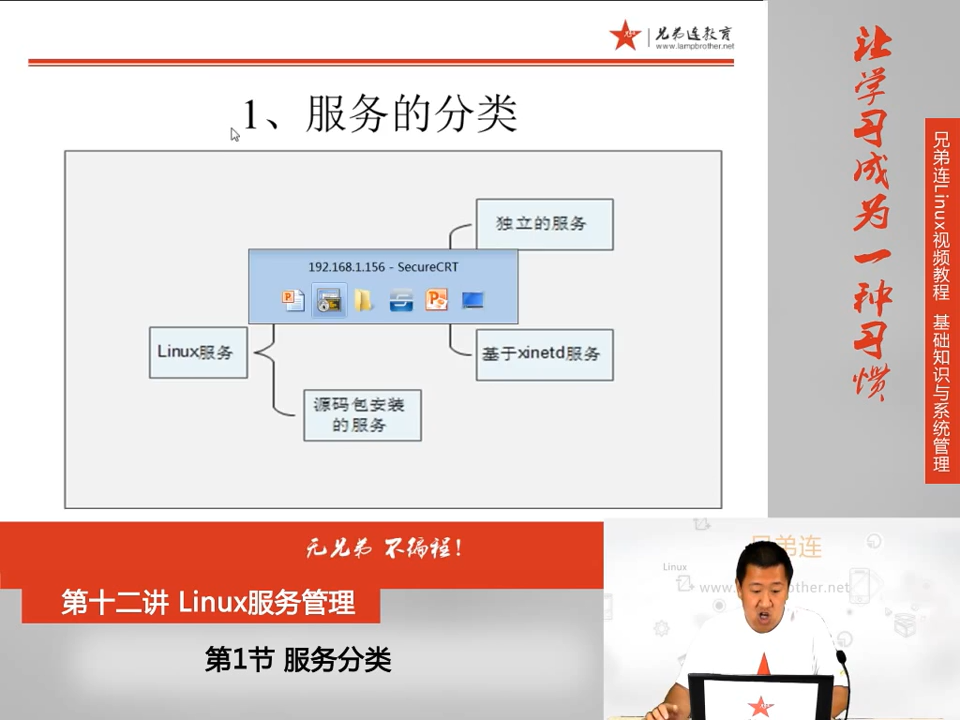 兄弟连教育
www.lampbrother.net
1、服务的分类
独立的服务
192.168.1.156 - SecureCRT
Linux服务
基于xinetd服务
源码包安装
的服务
让学习成为一种习惯
兄弟连Linux视频教程 基础知识与系统管理
无兄弟 不编程!
第十二讲 Linux服务管理
第1节 服务分类
兄弟连
Linux